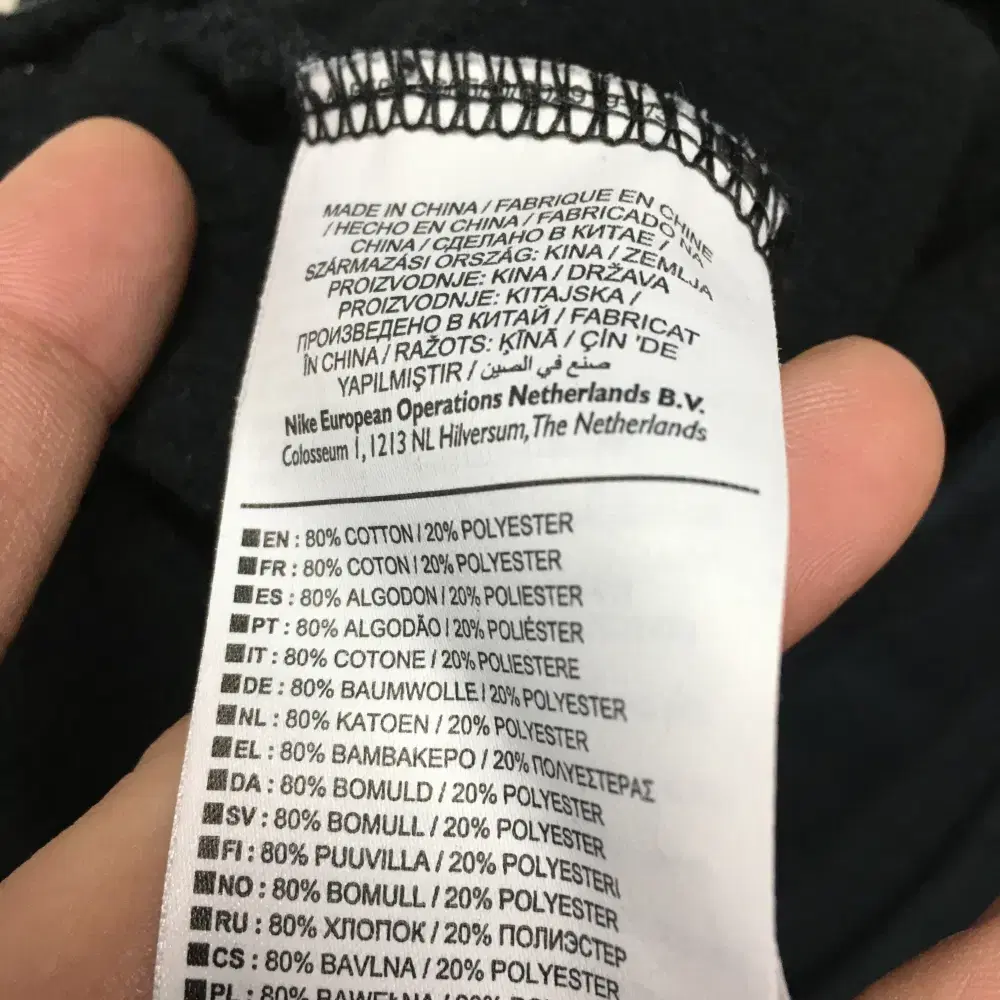 MADE IN CHINA / FABRIQUE EN CHINE
/ HECHO EN CHINA / FABRICADO NA
CHINA / СДЕЛАНО В КИТАЕ /
SZÁRMAZÁSI ORSZÁG: KINA / ZEMLJA
PROIZVODNJE: KINA / DRŽAVA
PROIZVODNJE: KITAJSKA /
ПРОИЗВЕДЕНО В КИТАЙ / FABRICAT
ÎN CHINA / RAŽOTS: ĶĪNĀ / ÇİN 'DE
YAPILMIŞTIR / صنع في الصين
Nike European Operations Netherlands B.V.
Colosseum 1, 1213 NL Hilversum, The Netherlands
EN : 80% COTTON / 20% POLYESTER
FR : 80% COTON / 20% POLYESTER
ES : 80% ALGODON / 20% POLIESTER
PT : 80% ALGODÃO / 20% POLIÉSTER
IT : 80% COTONE / 20% POLIESTERE
DE : 80% BAUMWOLLE / 20% POLYESTER
NL : 80% KATOEN / 20% POLYESTER
EL : 80% ΒΑΜΒΑΚΕΡΟ / 20% ΠΟΛΥΕΣΤΕΡΑΣ
DA : 80% BOMULD / 20% POLYESTER
SV : 80% BOMULL / 20% POLYESTER
FI : 80% PUUVILLA / 20% POLYESTERI
NO : 80% BOMULL / 20% POLYESTER
RU : 80% ХЛОПОК / 20% ПОЛИЭСТЕР
CS : 80% BAVLNA / 20% POLYESTER
PL : 80% BAWEŁNA / 20%